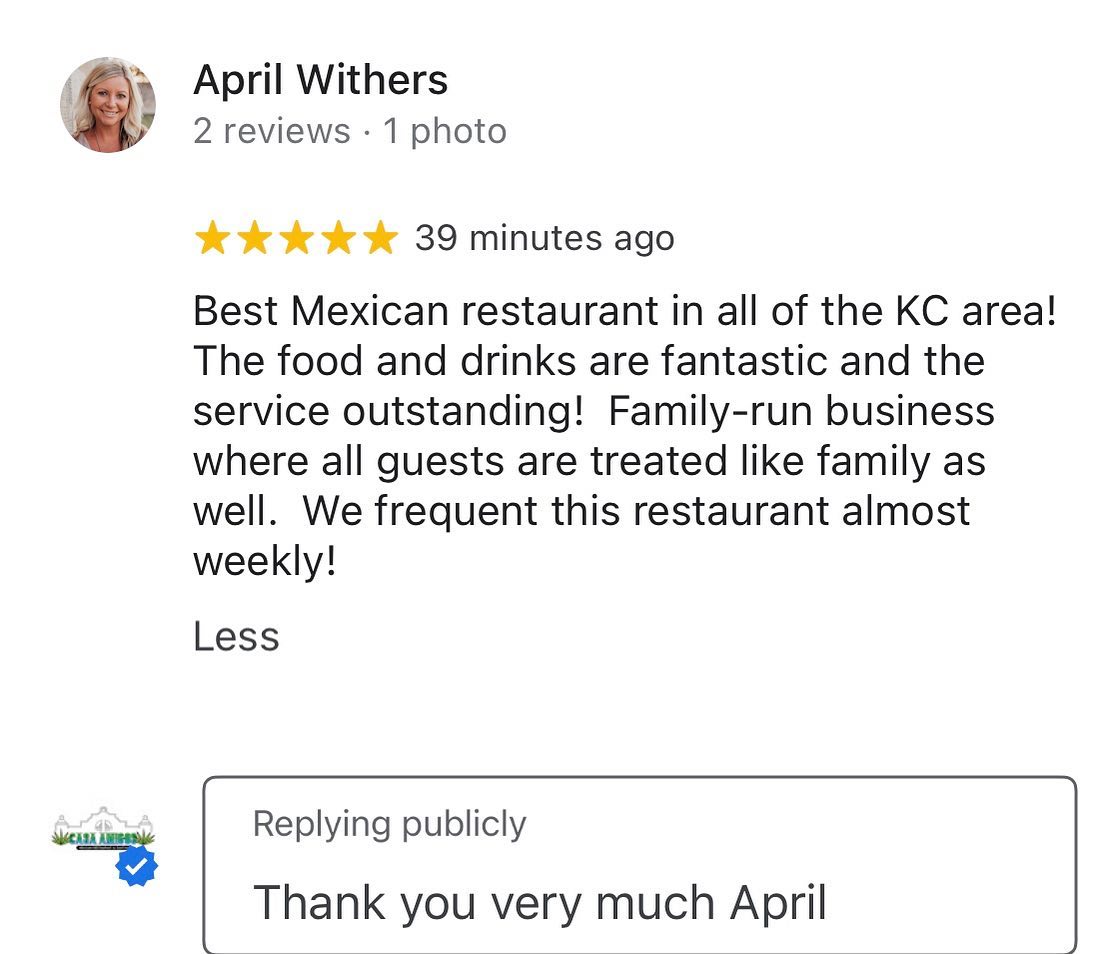 April Withers
2 reviews · 1 photo
39 minutes ago
Best Mexican restaurant in all of the KC area!
The food and drinks are fantastic and the
service outstanding!  Family-run business
where all guests are treated like family as
well.  We frequent this restaurant almost
weekly!
Less
CASA AMIGOS
Replying publicly
Thank you very much April